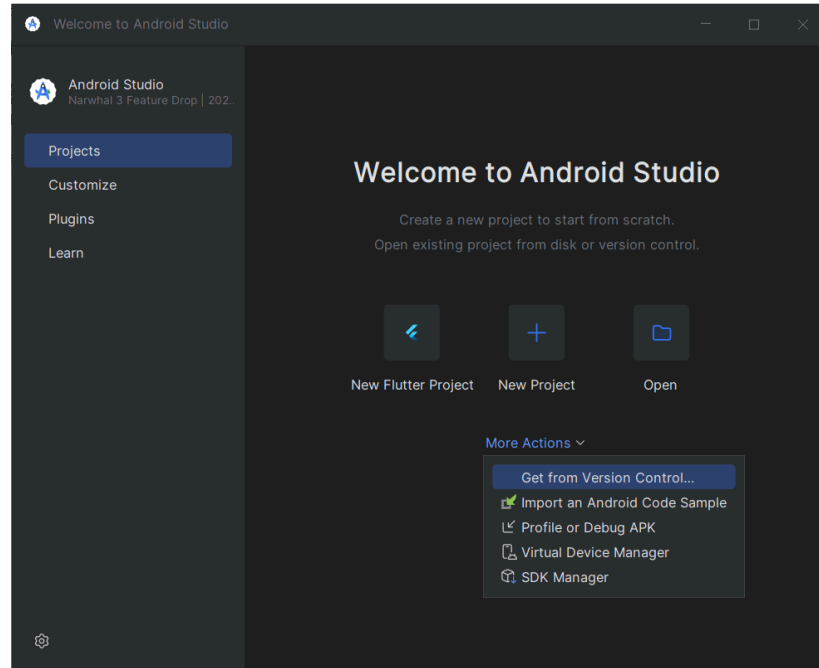 Welcome to Android Studio
Android Studio
Narwhal 3 Feature Drop | 202..
Projects
Customize
Plugins
Learn
Welcome to Android Studio
Create a new project to start from scratch.
Open existing project from disk or version control.
New Flutter Project
New Project
Open
More Actions
Get from Version Control...
Import an Android Code Sample
Profile or Debug APK
Virtual Device Manager
SDK Manager